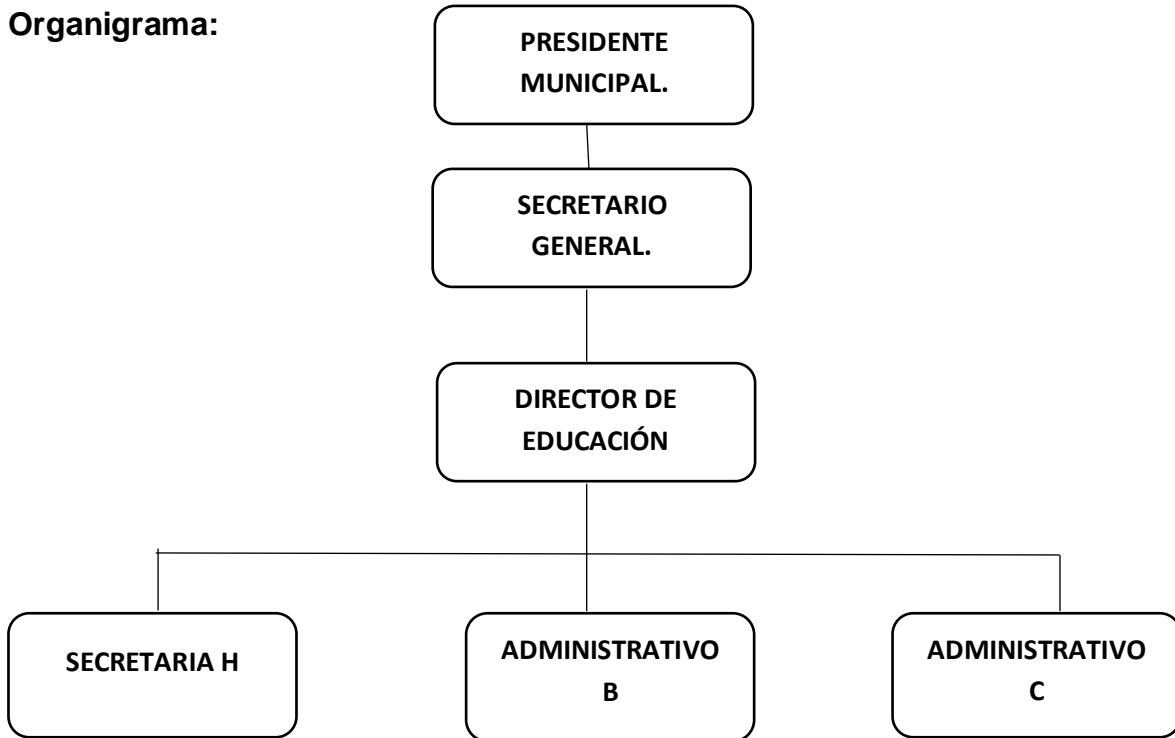 Organigrama:
PRESIDENTE
MUNICIPAL.
SECRETARIO
GENERAL.
DIRECTOR DE
EDUCACIÓN
SECRETARIA H
ADMINISTRATIVO
B
ADMINISTRATIVO
C